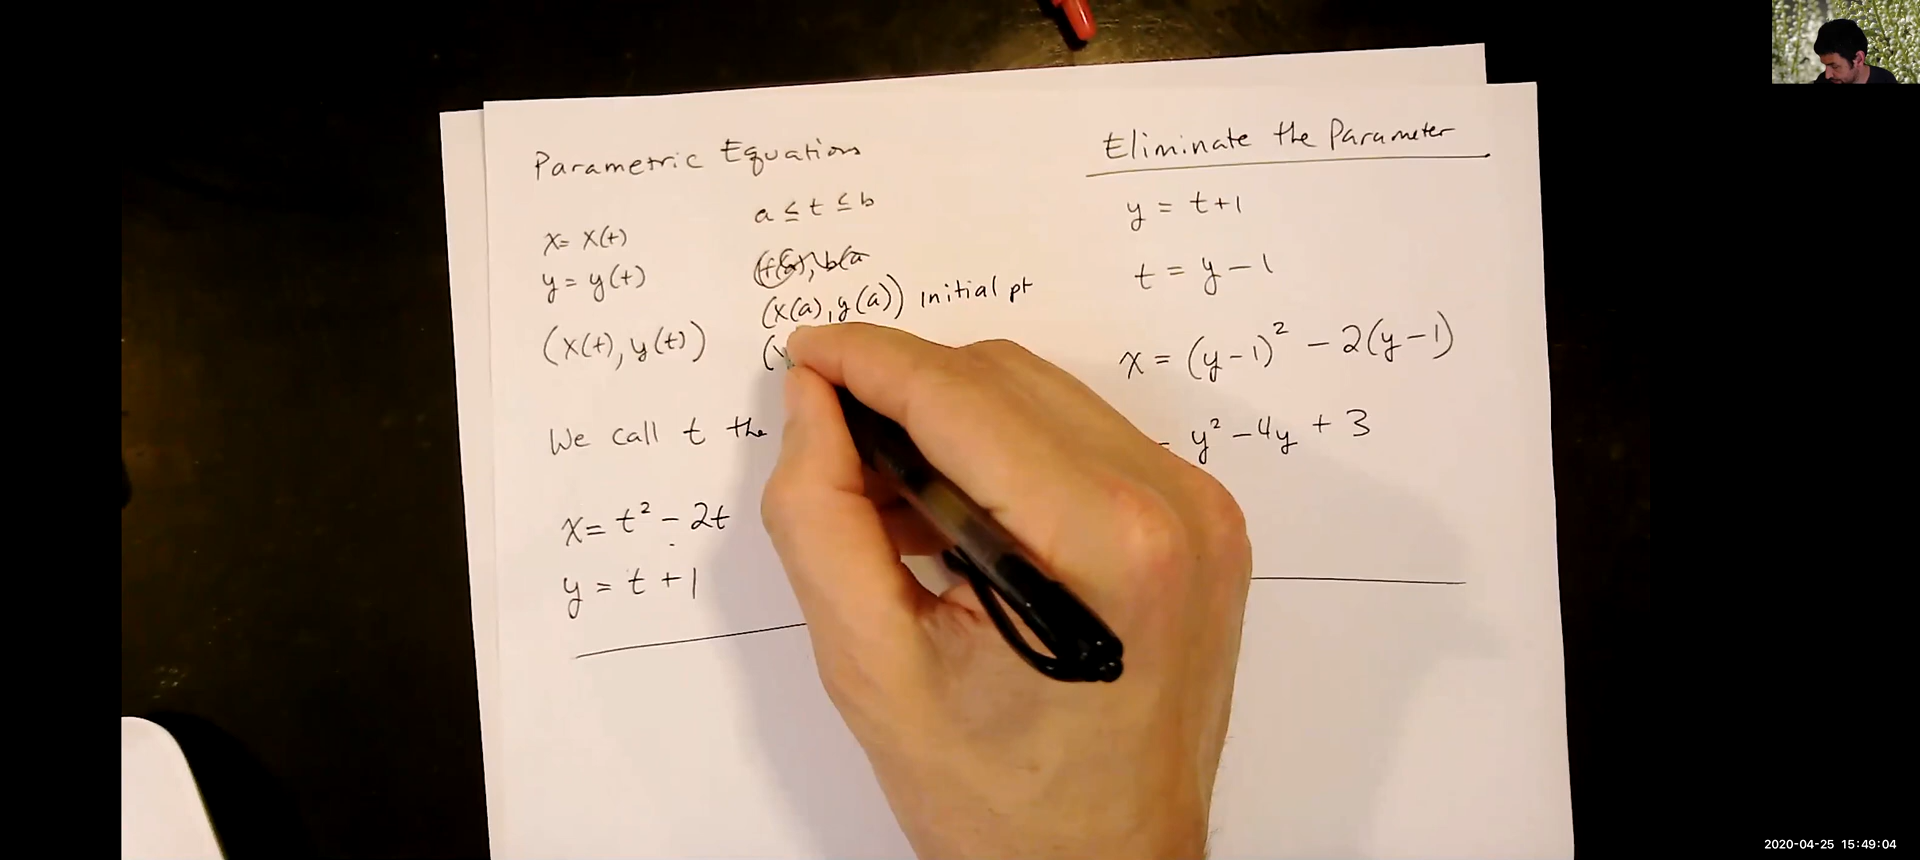 Parametric Equations
a ≤ t ≤ b
x = x(t)
y = y(t)
(x(a), y(a)) Initial pt
(x(t), y(t))
(
We call t the
x = t² - 2t
y = t + 1
Eliminate the Parameter
y = t+1
t = y - 1
x = (y-1)² - 2(y-1)
= y² - 4y + 3
2020-04-25 15:49:04